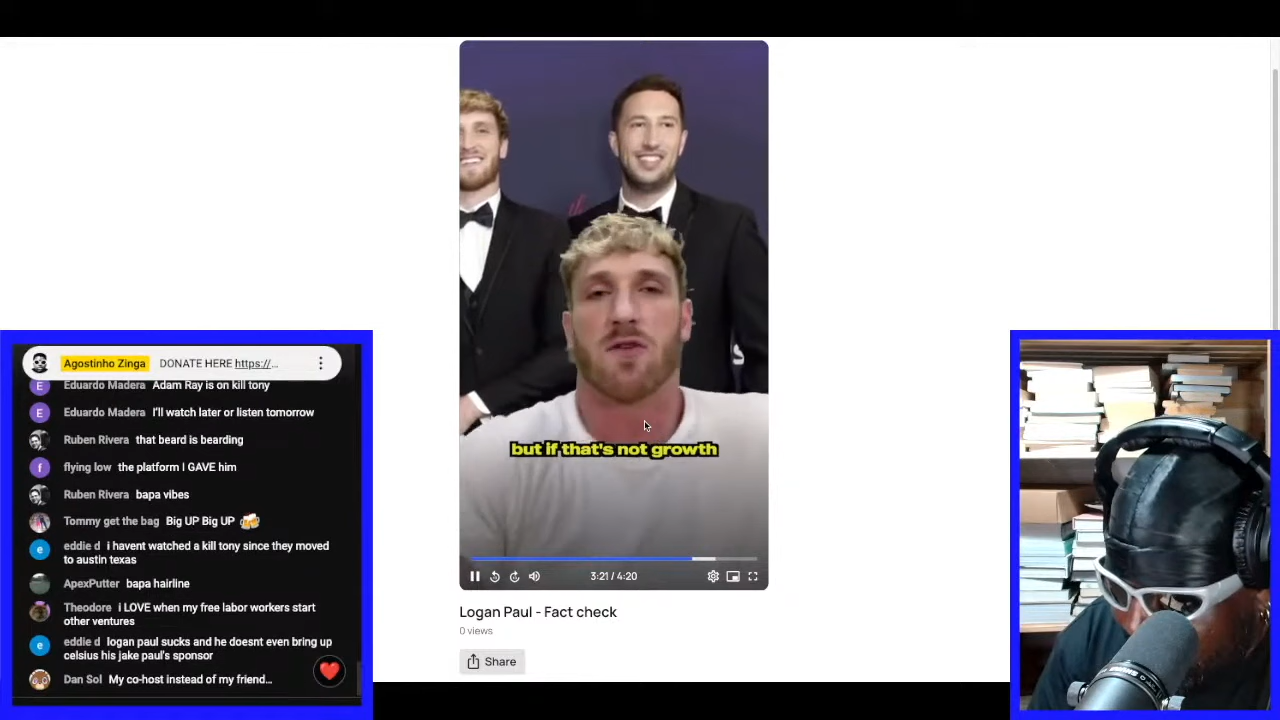 but if that's not growth
3:21 / 4:20
Logan Paul - Fact check
0 views
Share
Agostinho Zinga DONATE HERE https://...
E Eduardo Madera Adam Ray is on kill tony
E Eduardo Madera I'll watch later or listen tomorrow
Ruben Rivera that beard is bearding
f flying low the platform I GAVE him
Ruben Rivera bapa vibes
Tommy get the bag Big UP Big UP 🍻
e eddie d i havent watched a kill tony since they moved
to austin texas
ApexPutter bapa hairline
Theodore i LOVE when my free labor workers start
other ventures
e eddie d logan paul sucks and he doesnt even bring up
celsius his jake paul's sponsor
Dan Sol My co-host instead of my friend...